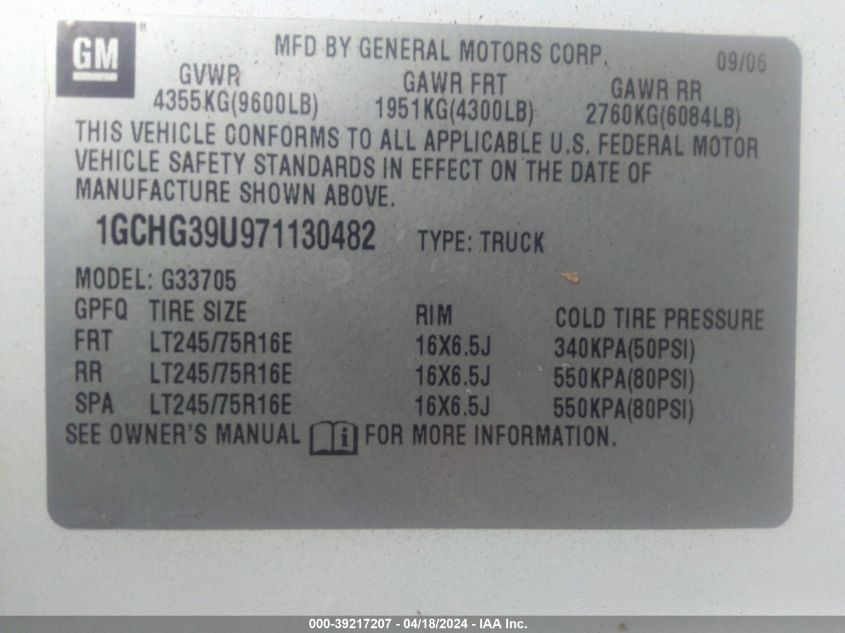 GM ® MFD BY GENERAL MOTORS CORP. 09/06
GVWR GAWR FRT GAWR RR
4355KG(9600LB) 1951KG(4300LB) 2760KG(6084LB)
THIS VEHICLE CONFORMS TO ALL APPLICABLE U.S. FEDERAL MOTOR
VEHICLE SAFETY STANDARDS IN EFFECT ON THE DATE OF
MANUFACTURE SHOWN ABOVE.
1GCHG39U971130482 TYPE: TRUCK
MODEL: G33705
GPFQ TIRE SIZE RIM COLD TIRE PRESSURE
FRT LT245/75R16E 16X6.5J 340KPA(50PSI)
RR LT245/75R16E 16X6.5J 550KPA(80PSI)
SPA LT245/75R16E 16X6.5J 550KPA(80PSI)
SEE OWNER'S MANUAL i FOR MORE INFORMATION.
000-39217207 - 04/18/2024 - IAA Inc.